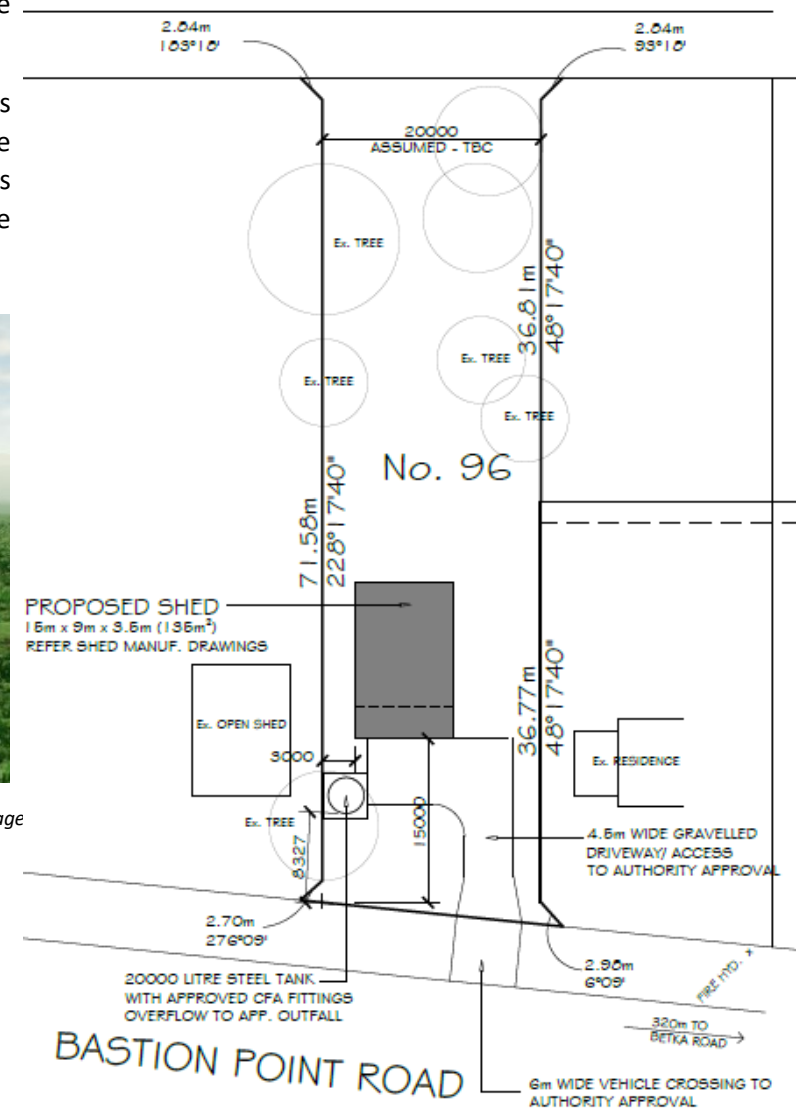 e
s
e
s
e
age
2.84m
183°18'
2.84m
93°18'
20000
ASSUMED - TBC
Ex. TREE
36.81m
48°17'40"
Ex. TREE
Ex. TREE
Ex. TREE
No. 96
71.58m
228°17'40"
PROPOSED SHED
15m x 9m x 3.5m (135m²)
REFER SHED MANUF. DRAWINGS
36.77m
48°17'40"
Ex. OPEN SHED
3000
Ex. RESIDENCE
Ex. TREE
8327
15000
4.5m WIDE GRAVELLED
DRIVEWAY/ ACCESS
TO AUTHORITY APPROVAL
2.70m
276°09'
2.98m
6°09'
20000 LITRE STEEL TANK
WITH APPROVED CFA FITTINGS
OVERFLOW TO APP. OUTFALL
FIRE HYD. x
320m TO
BETKA ROAD
BASTION POINT ROAD
6m WIDE VEHICLE CROSSING TO
AUTHORITY APPROVAL